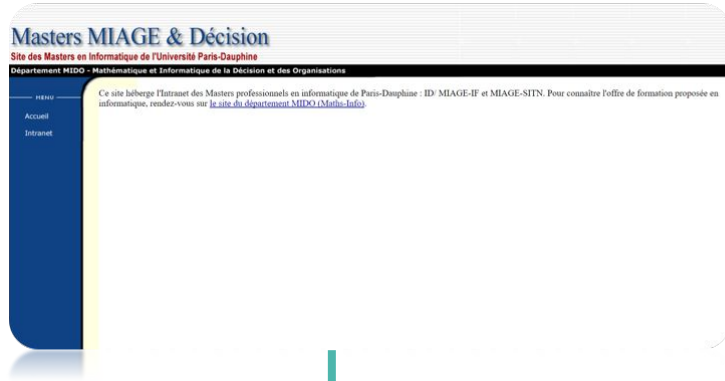 Masters MIAGE & Décision
Site des Masters en Informatique de l'Université Paris-Dauphine
Département MIDO - Mathématique et Informatique de la Décision et des Organisations
MENU
Accueil
Intranet
Ce site héberge l'Intranet des Masters professionnels en informatique de Paris-Dauphine : ID/ MIAGE-IF et MIAGE-SITN. Pour connaître l'offre de formation proposée en
informatique, rendez-vous sur le site du département MIDO (Maths-Info).